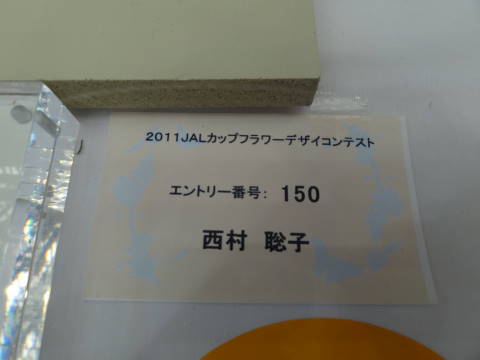 2011JALカップフラワーデザイコンテスト
エントリー番号: 150
西村 聡子